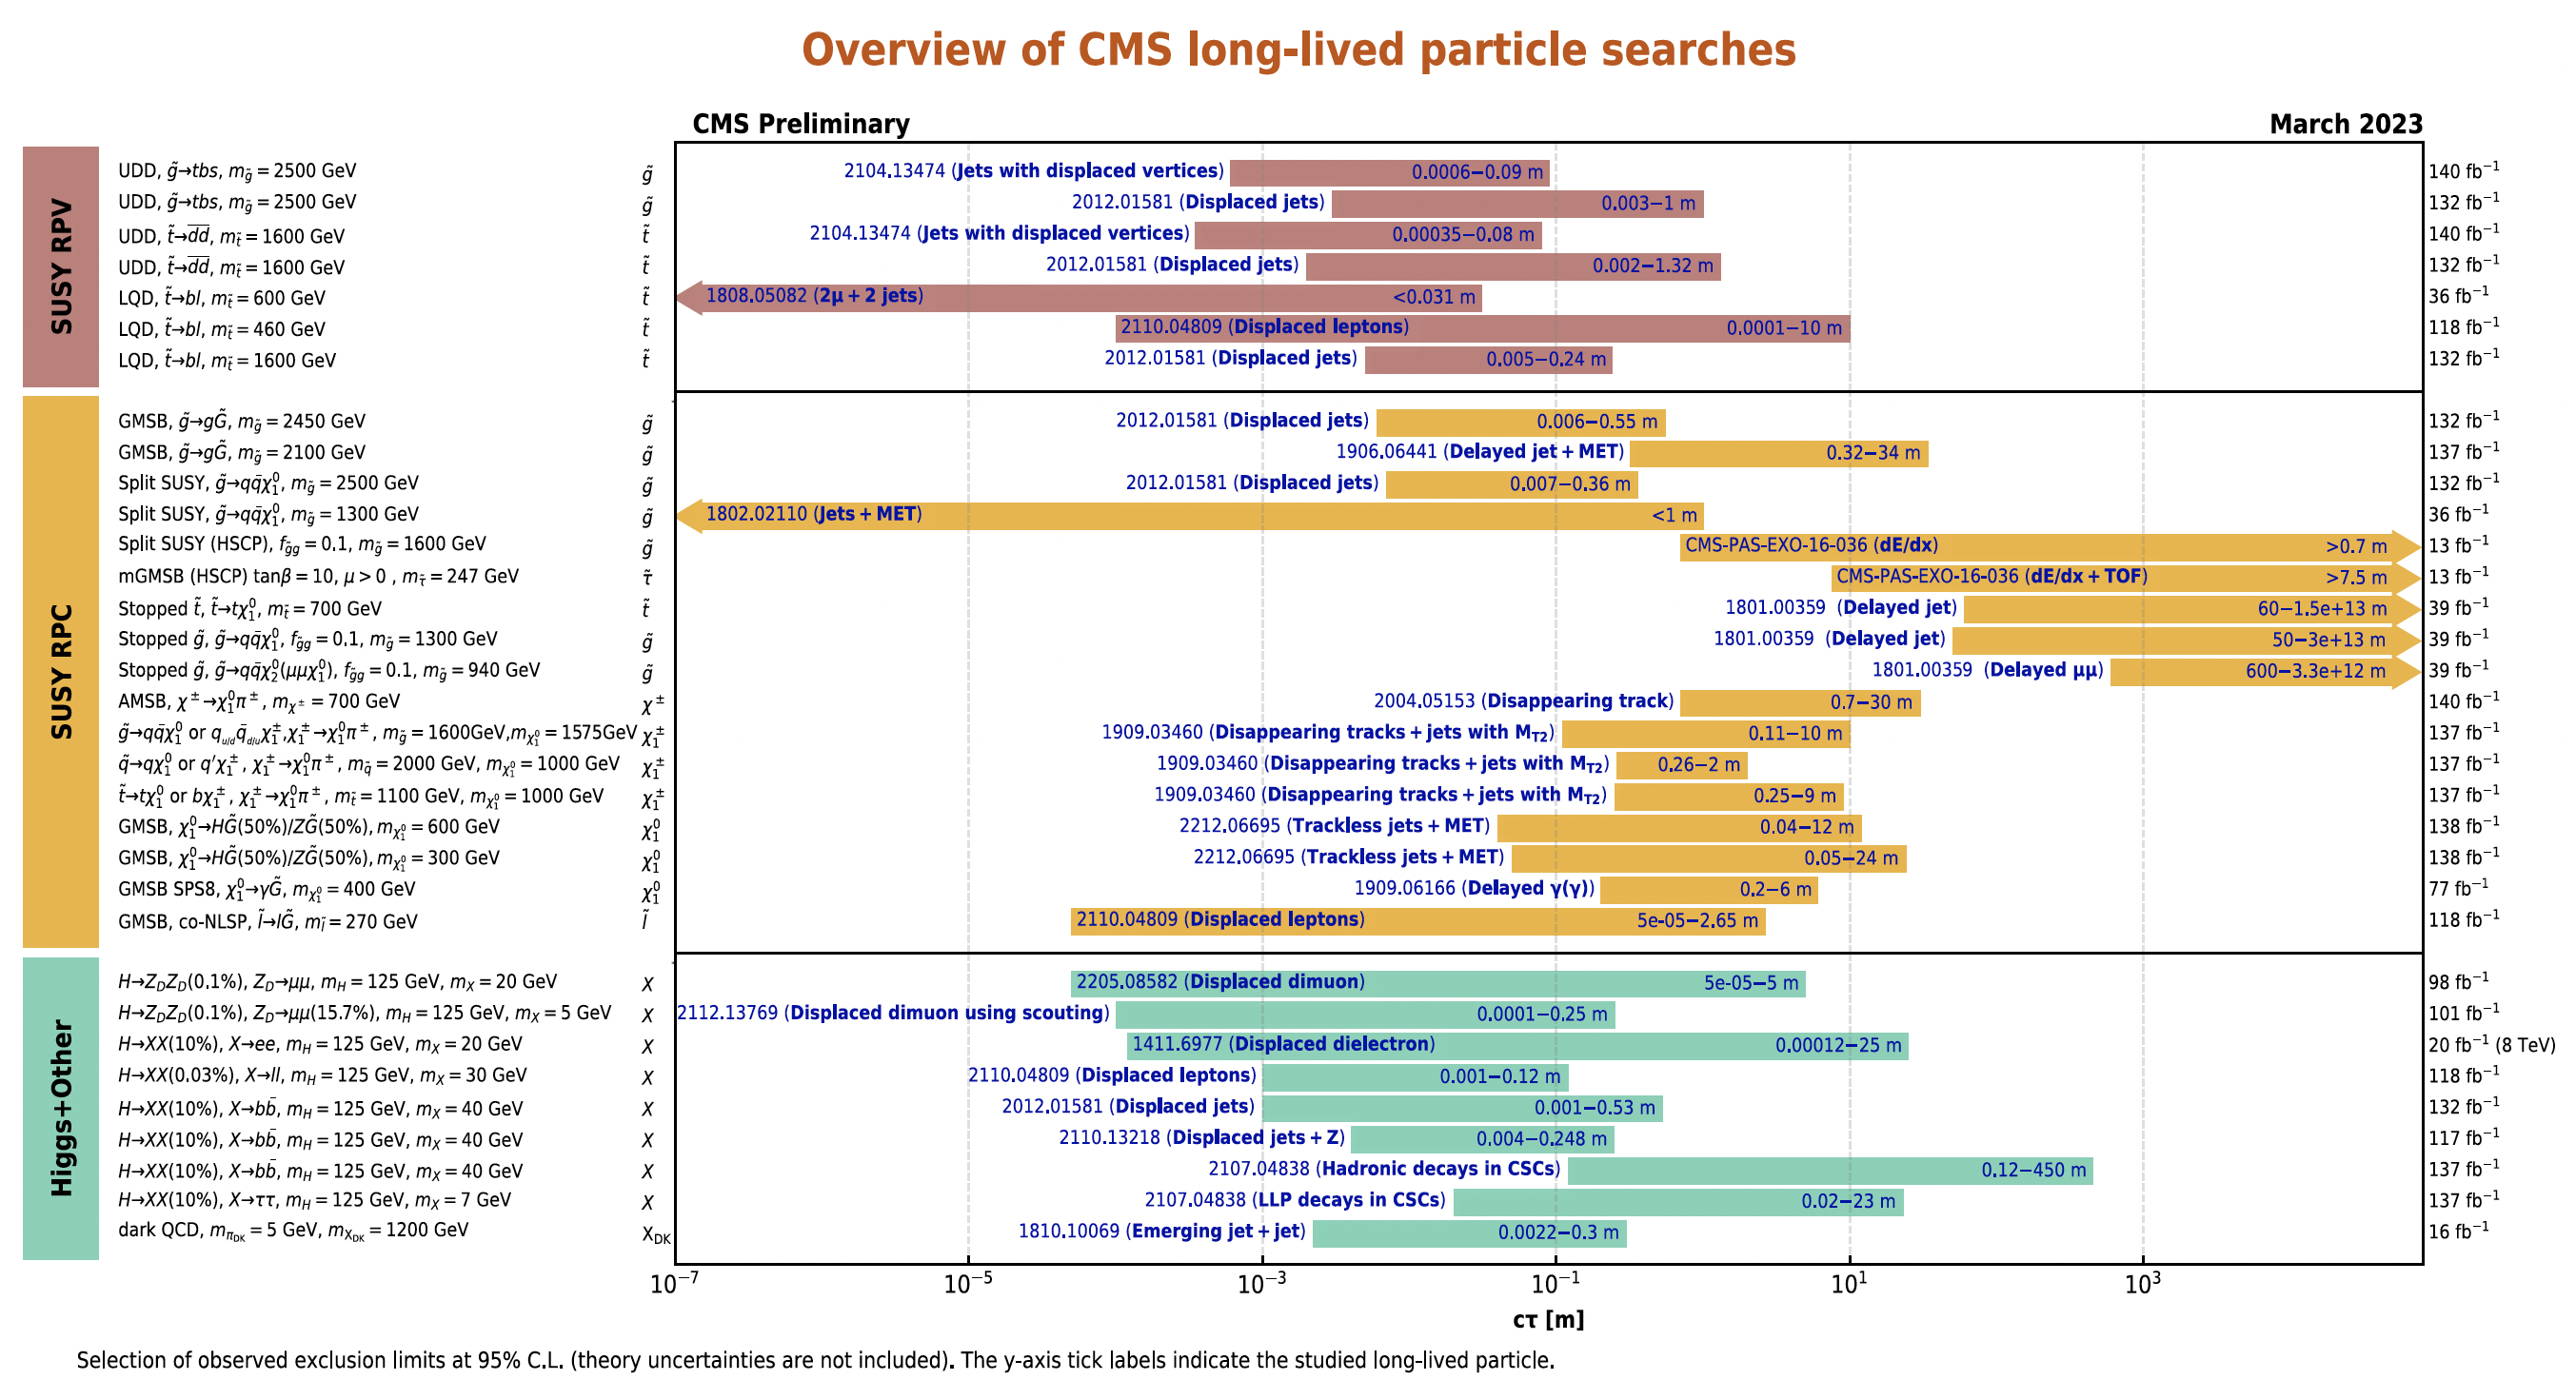 Overview of CMS long-lived particle searches
CMS Preliminary March 2023
SUSY RPV
UDD, g̃→tbs, m_g̃ = 2500 GeV g̃ 2104.13474 (Jets with displaced vertices) 0.0006−0.09 m 140 fb⁻¹
UDD, g̃→tbs, m_g̃ = 2500 GeV g̃ 2012.01581 (Displaced jets) 0.003−1 m 132 fb⁻¹
UDD, t̃→d̅d̅, m_t̃ = 1600 GeV t̃ 2104.13474 (Jets with displaced vertices) 0.00035−0.08 m 140 fb⁻¹
UDD, t̃→d̅d̅, m_t̃ = 1600 GeV t̃ 2012.01581 (Displaced jets) 0.002−1.32 m 132 fb⁻¹
LQD, t̃→bl, m_t̃ = 600 GeV t̃ 1808.05082 (2μ + 2 jets) <0.031 m 36 fb⁻¹
LQD, t̃→bl, m_t̃ = 460 GeV t̃ 2110.04809 (Displaced leptons) 0.0001−10 m 118 fb⁻¹
LQD, t̃→bl, m_t̃ = 1600 GeV t̃ 2012.01581 (Displaced jets) 0.005−0.24 m 132 fb⁻¹
SUSY RPC
GMSB, g̃→gG̃, m_g̃ = 2450 GeV g̃ 2012.01581 (Displaced jets) 0.006−0.55 m 132 fb⁻¹
GMSB, g̃→gG̃, m_g̃ = 2100 GeV g̃ 1906.06441 (Delayed jet + MET) 0.32−34 m 137 fb⁻¹
Split SUSY, g̃→qq̄χ₁⁰, m_g̃ = 2500 GeV g̃ 2012.01581 (Displaced jets) 0.007−0.36 m 132 fb⁻¹
Split SUSY, g̃→qq̄χ₁⁰, m_g̃ = 1300 GeV g̃ 1802.02110 (Jets + MET) <1 m 36 fb⁻¹
Split SUSY (HSCP), f_g̃g = 0.1, m_g̃ = 1600 GeV g̃ CMS-PAS-EXO-16-036 (dE/dx) >0.7 m 13 fb⁻¹
mGMSB (HSCP) tanβ = 10, μ > 0 , m_τ̃ = 247 GeV τ̃ CMS-PAS-EXO-16-036 (dE/dx + TOF) >7.5 m 13 fb⁻¹
Stopped t̃, t̃→tχ₁⁰, m_t̃ = 700 GeV t̃ 1801.00359 (Delayed jet) 60−1.5e+13 m 39 fb⁻¹
Stopped g̃, g̃→qq̄χ₁⁰, f_g̃g = 0.1, m_g̃ = 1300 GeV g̃ 1801.00359 (Delayed jet) 50−3e+13 m 39 fb⁻¹
Stopped g̃, g̃→qq̄χ₂⁰(μμχ₁⁰), f_g̃g = 0.1, m_g̃ = 940 GeV g̃ 1801.00359 (Delayed μμ) 600−3.3e+12 m 39 fb⁻¹
AMSB, χ±→χ₁⁰π±, m_χ± = 700 GeV χ± 2004.05153 (Disappearing track) 0.7−30 m 140 fb⁻¹
g̃→qq̄χ₁⁰ or q_u/d q̄_d/u χ₁±,χ₁±→χ₁⁰π±, m_g̃ = 1600GeV,m_χ₁⁰ = 1575GeV χ₁± 1909.03460 (Disappearing tracks + jets with M_T2) 0.11−10 m 137 fb⁻¹
q̃→qχ₁⁰ or q′χ₁±, χ₁±→χ₁⁰π±, m_q̃ = 2000 GeV, m_χ₁⁰ = 1000 GeV χ₁± 1909.03460 (Disappearing tracks + jets with M_T2) 0.26−2 m 137 fb⁻¹
t̃→tχ₁⁰ or bχ₁±, χ₁±→χ₁⁰π±, m_t̃ = 1100 GeV, m_χ₁⁰ = 1000 GeV χ₁± 1909.03460 (Disappearing tracks + jets with M_T2) 0.25−9 m 137 fb⁻¹
GMSB, χ₁⁰→HG̃(50%)/ZG̃(50%), m_χ₁⁰ = 600 GeV χ₁⁰ 2212.06695 (Trackless jets + MET) 0.04−12 m 138 fb⁻¹
GMSB, χ₁⁰→HG̃(50%)/ZG̃(50%), m_χ₁⁰ = 300 GeV χ₁⁰ 2212.06695 (Trackless jets + MET) 0.05−24 m 138 fb⁻¹
GMSB SPS8, χ₁⁰→γG̃, m_χ₁⁰ = 400 GeV χ₁⁰ 1909.06166 (Delayed γ(γ)) 0.2−6 m 77 fb⁻¹
GMSB, co-NLSP, l̃→lG̃, m_l̃ = 270 GeV l̃ 2110.04809 (Displaced leptons) 5e-05−2.65 m 118 fb⁻¹
Higgs+Other
H→Z_DZ_D(0.1%), Z_D→μμ, m_H = 125 GeV, m_X = 20 GeV X 2205.08582 (Displaced dimuon) 5e-05−5 m 98 fb⁻¹
H→Z_DZ_D(0.1%), Z_D→μμ(15.7%), m_H = 125 GeV, m_X = 5 GeV X 2112.13769 (Displaced dimuon using scouting) 0.0001−0.25 m 101 fb⁻¹
H→XX(10%), X→ee, m_H = 125 GeV, m_X = 20 GeV X 1411.6977 (Displaced dielectron) 0.00012−25 m 20 fb⁻¹ (8 TeV)
H→XX(0.03%), X→ll, m_H = 125 GeV, m_X = 30 GeV X 2110.04809 (Displaced leptons) 0.001−0.12 m 118 fb⁻¹
H→XX(10%), X→bb̄, m_H = 125 GeV, m_X = 40 GeV X 2012.01581 (Displaced jets) 0.001−0.53 m 132 fb⁻¹
H→XX(10%), X→bb̄, m_H = 125 GeV, m_X = 40 GeV X 2110.13218 (Displaced jets + Z) 0.004−0.248 m 117 fb⁻¹
H→XX(10%), X→bb̄, m_H = 125 GeV, m_X = 40 GeV X 2107.04838 (Hadronic decays in CSCs) 0.12−450 m 137 fb⁻¹
H→XX(10%), X→ττ, m_H = 125 GeV, m_X = 7 GeV X 2107.04838 (LLP decays in CSCs) 0.02−23 m 137 fb⁻¹
dark QCD, m_π_DK = 5 GeV, m_X_DK = 1200 GeV X_DK 1810.10069 (Emerging jet + jet) 0.0022−0.3 m 16 fb⁻¹
10⁻⁷ 10⁻⁵ 10⁻³ 10⁻¹ 10¹ 10³
cτ [m]
Selection of observed exclusion limits at 95% C.L. (theory uncertainties are not included). The y-axis tick labels indicate the studied long-lived particle.